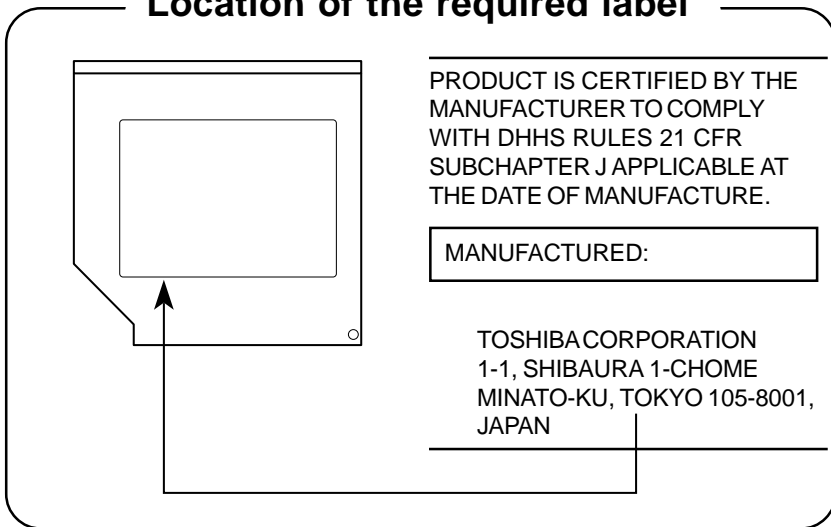 Location of the required label
PRODUCT IS CERTIFIED BY THE
MANUFACTURER TO COMPLY
WITH DHHS RULES 21 CFR
SUBCHAPTER J APPLICABLE AT
THE DATE OF MANUFACTURE.
MANUFACTURED:
TOSHIBA CORPORATION
1-1, SHIBAURA 1-CHOME
MINATO-KU, TOKYO 105-8001,
JAPAN